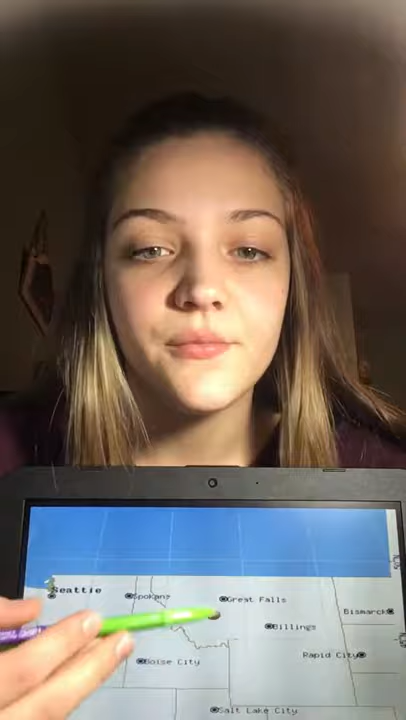 Seattle
Spokane
Great Falls
Billings
Bismarck
Boise City
Rapid City
Salt Lake City